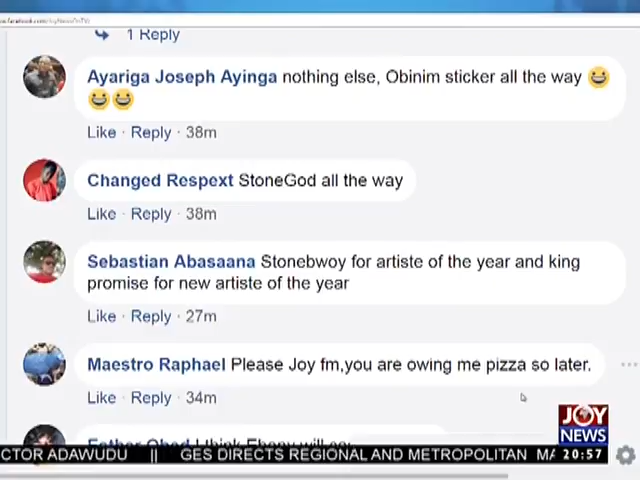 1 Reply
Ayariga Joseph Ayinga nothing else, Obinim sticker all the way
Like · Reply · 38m
Changed Respext StoneGod all the way
Like · Reply · 38m
Sebastian Abasaana Stonebwoy for artiste of the year and king
promise for new artiste of the year
Like · Reply · 27m
Maestro Raphael Please Joy fm,you are owing me pizza so later.
Like · Reply · 34m
JOY
NEWS
CTOR ADAWUDU || GES DIRECTS REGIONAL AND METROPOLITAN MA
20:57